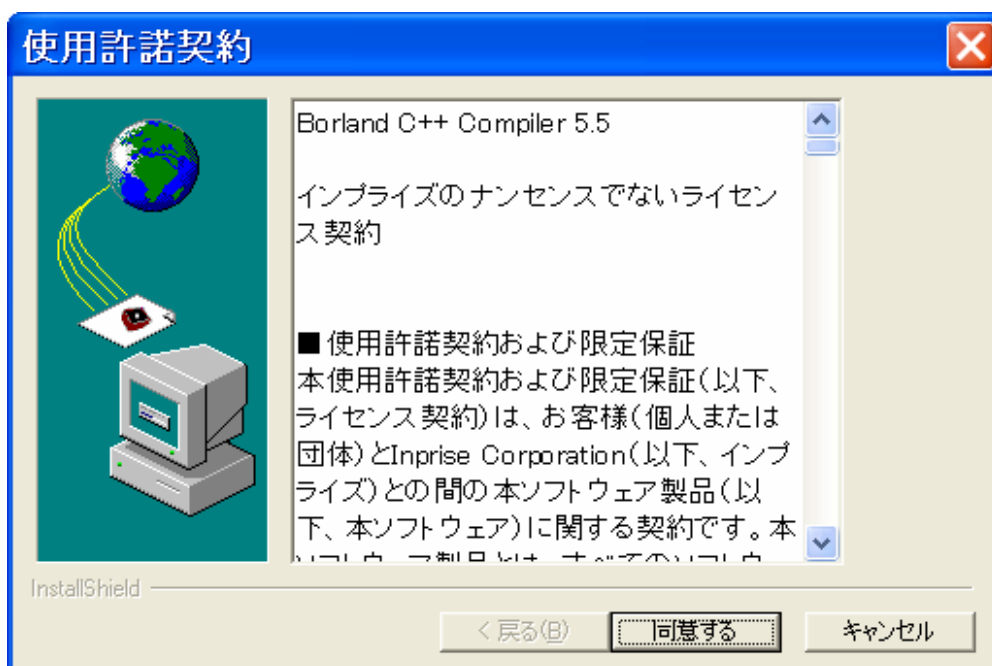 使用許諾契約
Borland C++ Compiler 5.5
インプライズのナンセンスでないライセン
ス契約
■使用許諾契約および限定保証
本使用許諾契約および限定保証(以下、
ライセンス契約)は、お客様(個人または
団体)とInprise Corporation(以下、インプ
ライズ)との間の本ソフトウェア製品(以
下、本ソフトウェア)に関する契約です。本
InstallShield
< 戻る(B)
同意する
キャンセル